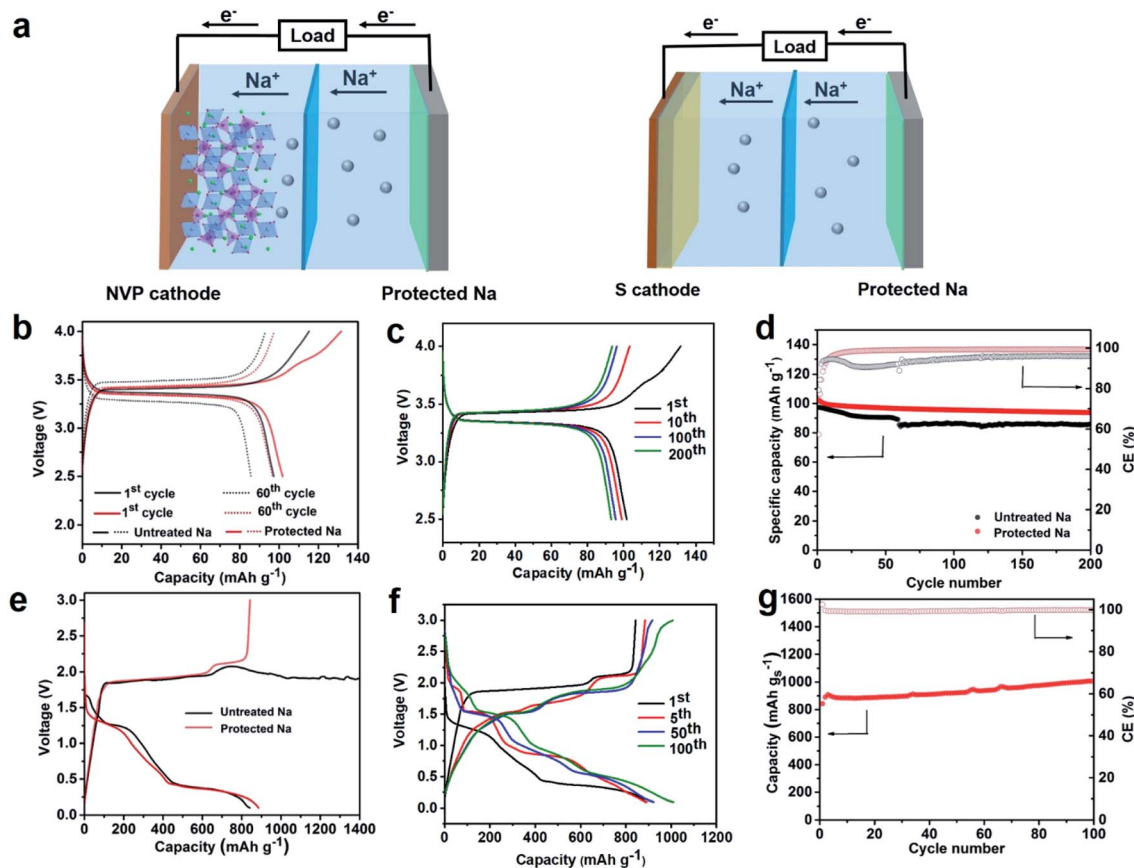 a
e-
e-
Load
Na+
Na+
NVP cathode
Protected Na
e-
e-
Load
Na+
Na+
S cathode
Protected Na
b
4.0
3.5
3.0
2.5
2.0
Voltage (V)
1st cycle
60th cycle
1st cycle
60th cycle
Untreated Na
Protected Na
0 20 40 60 80 100 120 140
Capacity (mAh g-1)
c
4.0
3.5
3.0
2.5
Voltage (V)
1st
10th
100th
200th
0 20 40 60 80 100 120 140
Capacity (mAh g-1)
d
140
120
100
80
60
40
20
0
Specific capacity (mAh g-1)
100
80
60
40
20
0
CE (%)
Untreated Na
Protected Na
0 50 100 150 200
Cycle number
e
3.0
2.5
2.0
1.5
1.0
0.5
0.0
Voltage (V)
Untreated Na
Protected Na
0 200 400 600 800 1000 1200 1400
Capacity (mAh g-1)
f
3.0
2.5
2.0
1.5
1.0
0.5
0.0
Voltage (V)
1st
5th
50th
100th
0 200 400 600 800 1000 1200 1400
Capacity (mAh g-1)
g
1600
1400
1200
1000
800
600
400
200
0
Capacity (mAh gs-1)
100
80
60
40
20
0
CE (%)
0 20 40 60 80 100
Cycle number